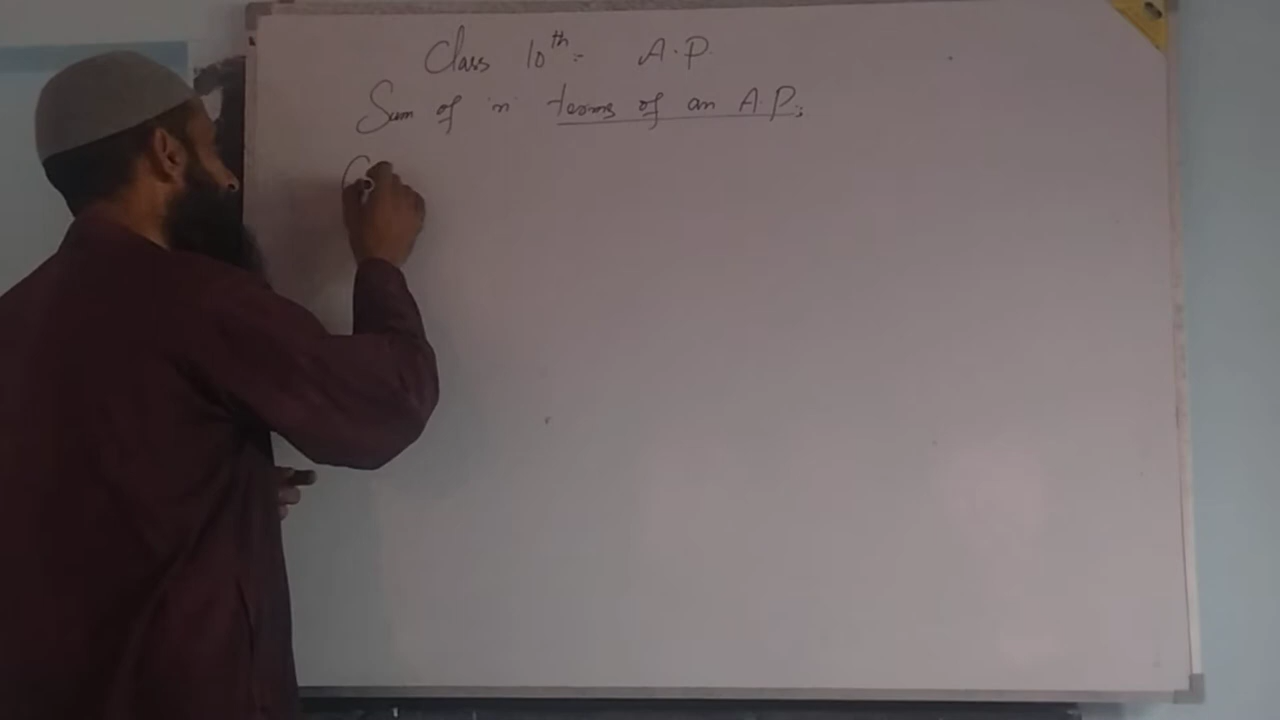 Class 10th:- A.P.
Sum of 'n' terms of an A.P: